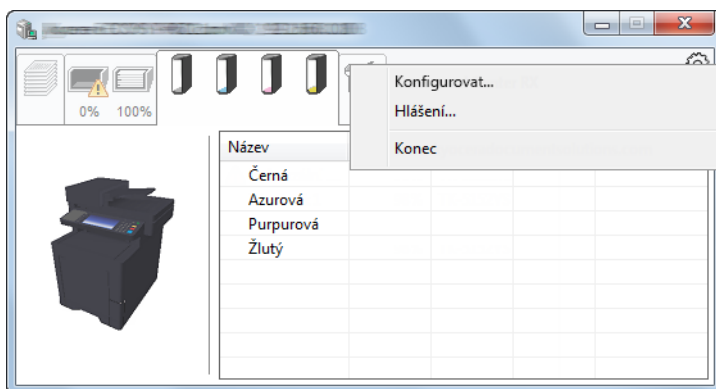 0% 100%
Konfigurovat...
Hlášení...
Konec
Název
Černá
Azurová
Purpurová
Žlutý